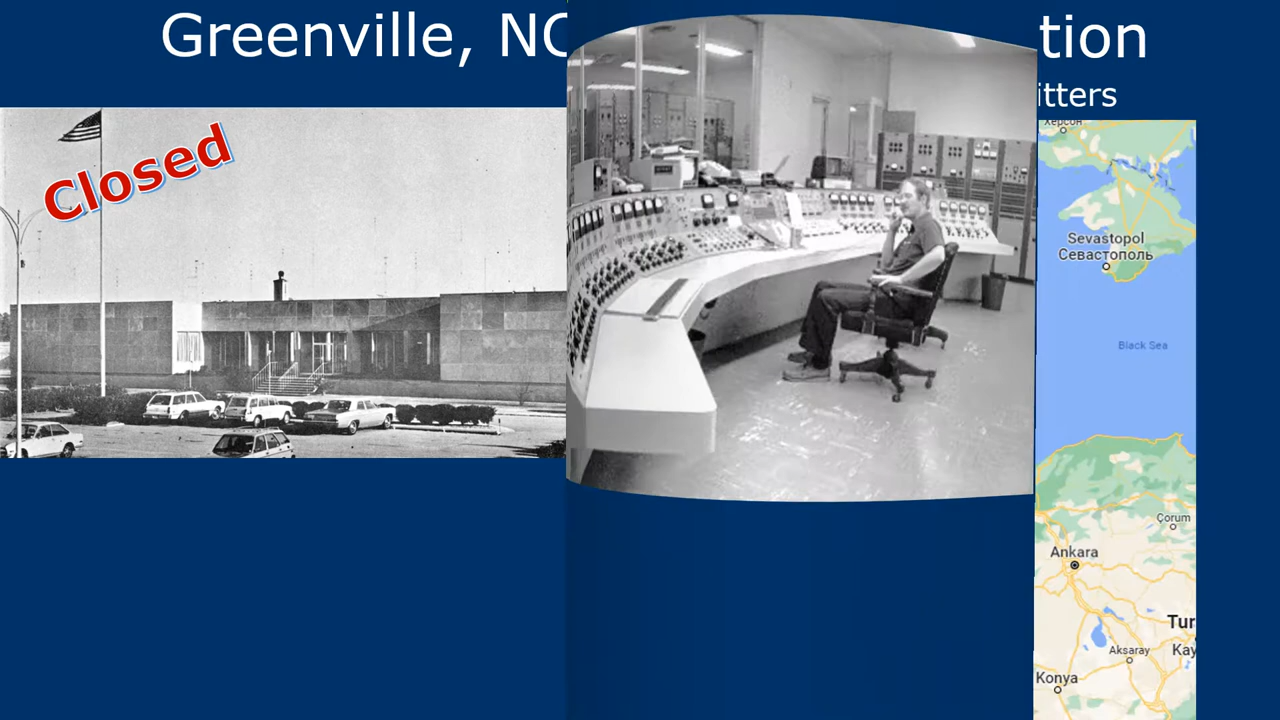 Greenville, NC
tion
itters
Closed
Херсон
Sevastopol
Севастополь
Black Sea
Çorum
Ankara
Tur
Aksaray
Kay
Konya